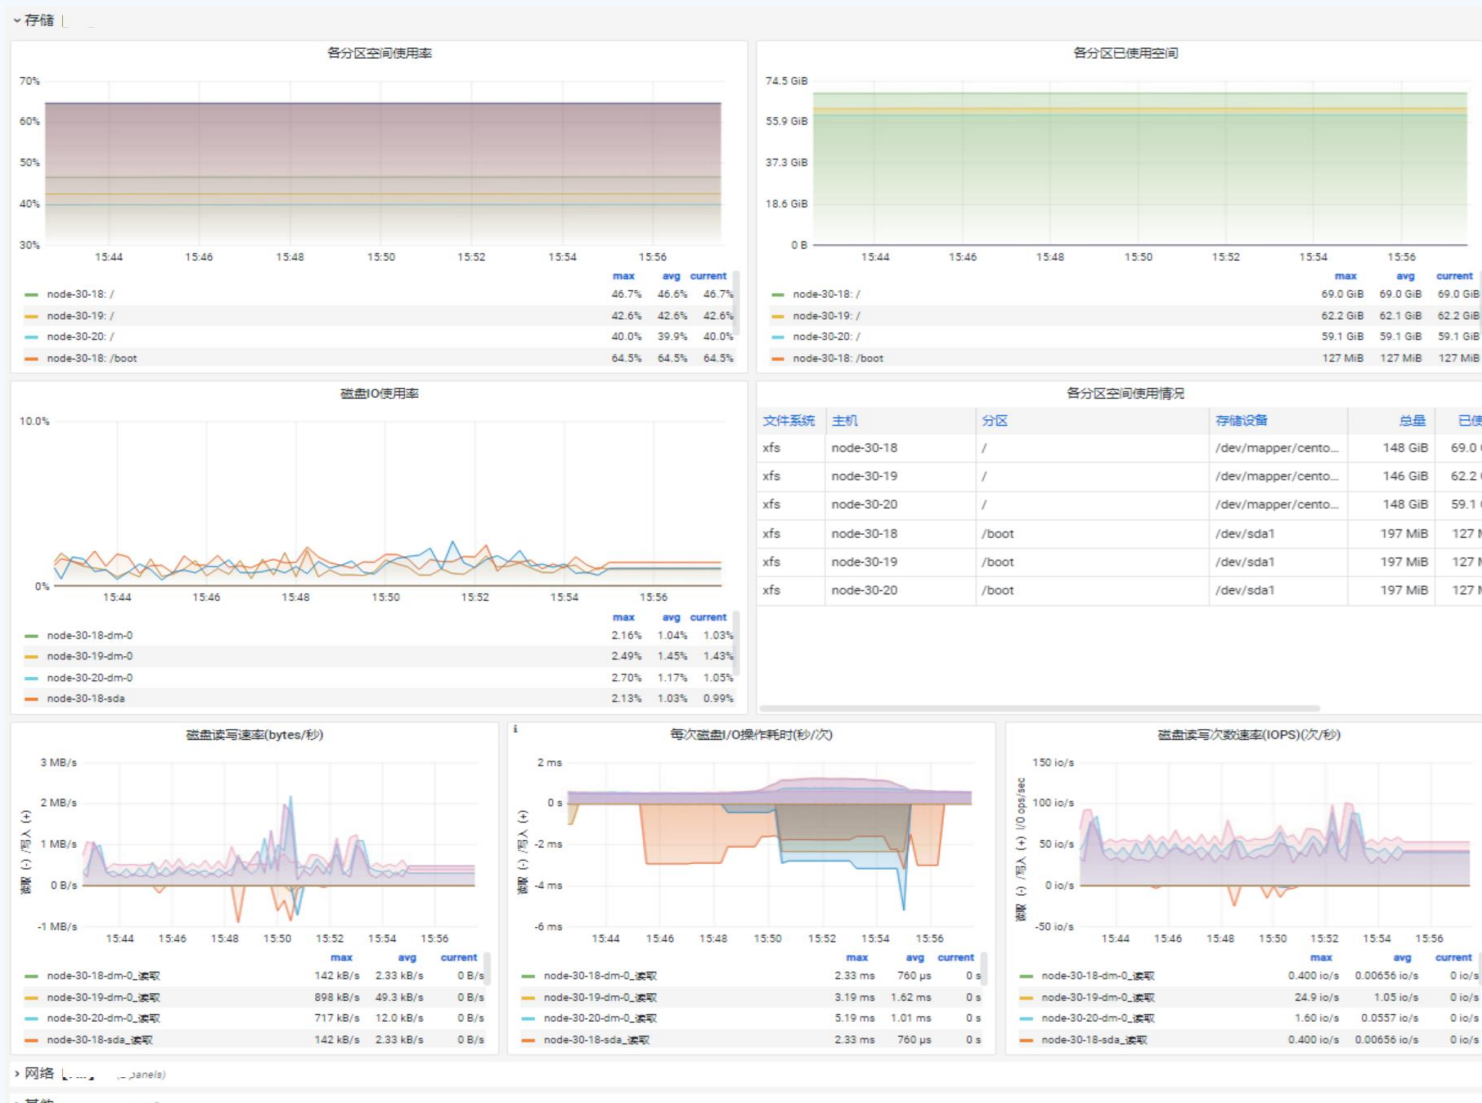 存储
各分区空间使用率
70%
60%
50%
40%
30%
15:44 15:46 15:48 15:50 15:52 15:54 15:56
max avg current
node-30-18: / 46.7% 46.6% 46.7%
node-30-19: / 42.6% 42.6% 42.6%
node-30-20: / 40.0% 39.9% 40.0%
node-30-18: /boot 64.5% 64.5% 64.5%
各分区已使用空间
74.5 GiB
55.9 GiB
37.3 GiB
18.6 GiB
0 B
15:44 15:46 15:48 15:50 15:52 15:54 15:56
max avg current
node-30-18: / 69.0 GiB 69.0 GiB 69.0 GiB
node-30-19: / 62.2 GiB 62.1 GiB 62.2 GiB
node-30-20: / 59.1 GiB 59.1 GiB 59.1 GiB
node-30-18: /boot 127 MiB 127 MiB 127 MiB
磁盘IO使用率
10.0%
0%
15:44 15:46 15:48 15:50 15:52 15:54 15:56
max avg current
node-30-18-dm-0 2.16% 1.04% 1.03%
node-30-19-dm-0 2.49% 1.45% 1.43%
node-30-20-dm-0 2.70% 1.17% 1.05%
node-30-18-sda 2.13% 1.03% 0.99%
各分区空间使用情况
文件系统 主机 分区 存储设备 总量 已使
xfs node-30-18 / /dev/mapper/cento... 148 GiB 69.0
xfs node-30-19 / /dev/mapper/cento... 146 GiB 62.2
xfs node-30-20 / /dev/mapper/cento... 148 GiB 59.1
xfs node-30-18 /boot /dev/sda1 197 MiB 127
xfs node-30-19 /boot /dev/sda1 197 MiB 127
xfs node-30-20 /boot /dev/sda1 197 MiB 127
磁盘读写速率(bytes/秒)
读取 (-) /写入 (+)
3 MB/s
2 MB/s
1 MB/s
0 B/s
-1 MB/s
15:44 15:46 15:48 15:50 15:52 15:54 15:56
max avg current
node-30-18-dm-0_读取 142 kB/s 2.33 kB/s 0 B/s
node-30-19-dm-0_读取 898 kB/s 49.3 kB/s 0 B/s
node-30-20-dm-0_读取 717 kB/s 12.0 kB/s 0 B/s
node-30-18-sda_读取 142 kB/s 2.33 kB/s 0 B/s
i
每次磁盘I/O操作耗时(秒/次)
读取 (-) /写入 (+)
2 ms
0 s
-2 ms
-4 ms
-6 ms
15:44 15:46 15:48 15:50 15:52 15:54 15:56
max avg current
node-30-18-dm-0_读取 2.33 ms 760 µs 0 s
node-30-19-dm-0_读取 3.19 ms 1.62 ms 0 s
node-30-20-dm-0_读取 5.19 ms 1.01 ms 0 s
node-30-18-sda_读取 2.33 ms 760 µs 0 s
磁盘读写次数速率(IOPS)(次/秒)
读取 (-) /写入 (+) I/O ops/sec
150 io/s
100 io/s
50 io/s
0 io/s
-50 io/s
15:44 15:46 15:48 15:50 15:52 15:54 15:56
max avg current
node-30-18-dm-0_读取 0.400 io/s 0.00656 io/s 0 io/s
node-30-19-dm-0_读取 24.9 io/s 1.05 io/s 0 io/s
node-30-20-dm-0_读取 1.60 io/s 0.0557 io/s 0 io/s
node-30-18-sda_读取 0.400 io/s 0.00656 io/s 0 io/s
网络 panels)